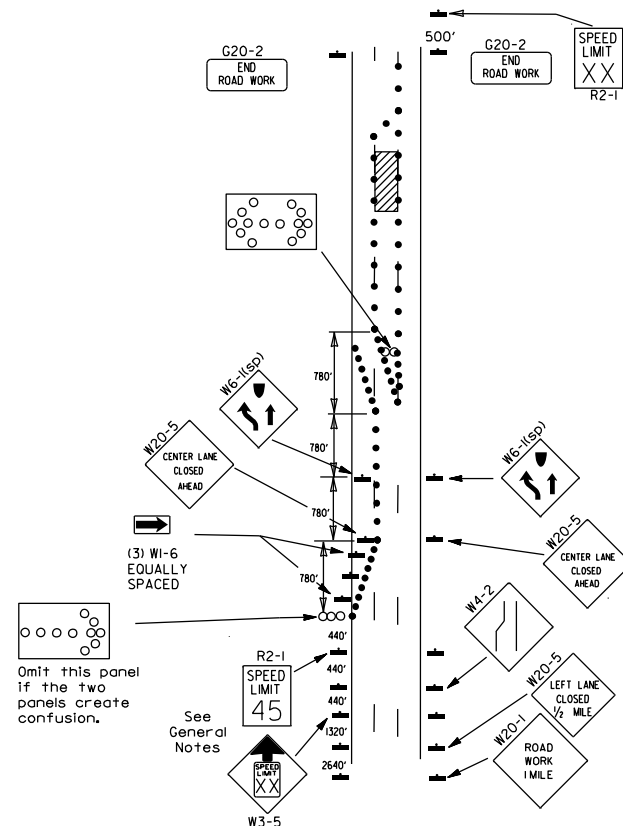 G20-2
END
ROAD WORK
500'
G20-2
END
ROAD WORK
SPEED
LIMIT
XX
R2-1
780'
W6-1(sp)
780'
W20-5
CENTER LANE
CLOSED
AHEAD
780'
W6-1(sp)
(3) W1-6
EQUALLY
SPACED
780'
W20-5
CENTER LANE
CLOSED
AHEAD
Omit this panel
if the two
panels create
confusion.
440'
R2-1
SPEED
LIMIT
45
440'
W4-2
440'
See
General
Notes
1320'
W20-5
LEFT LANE
CLOSED
1/2 MILE
SPEED
LIMIT
XX
W3-5
2640'
W20-1
ROAD
WORK
1 MILE